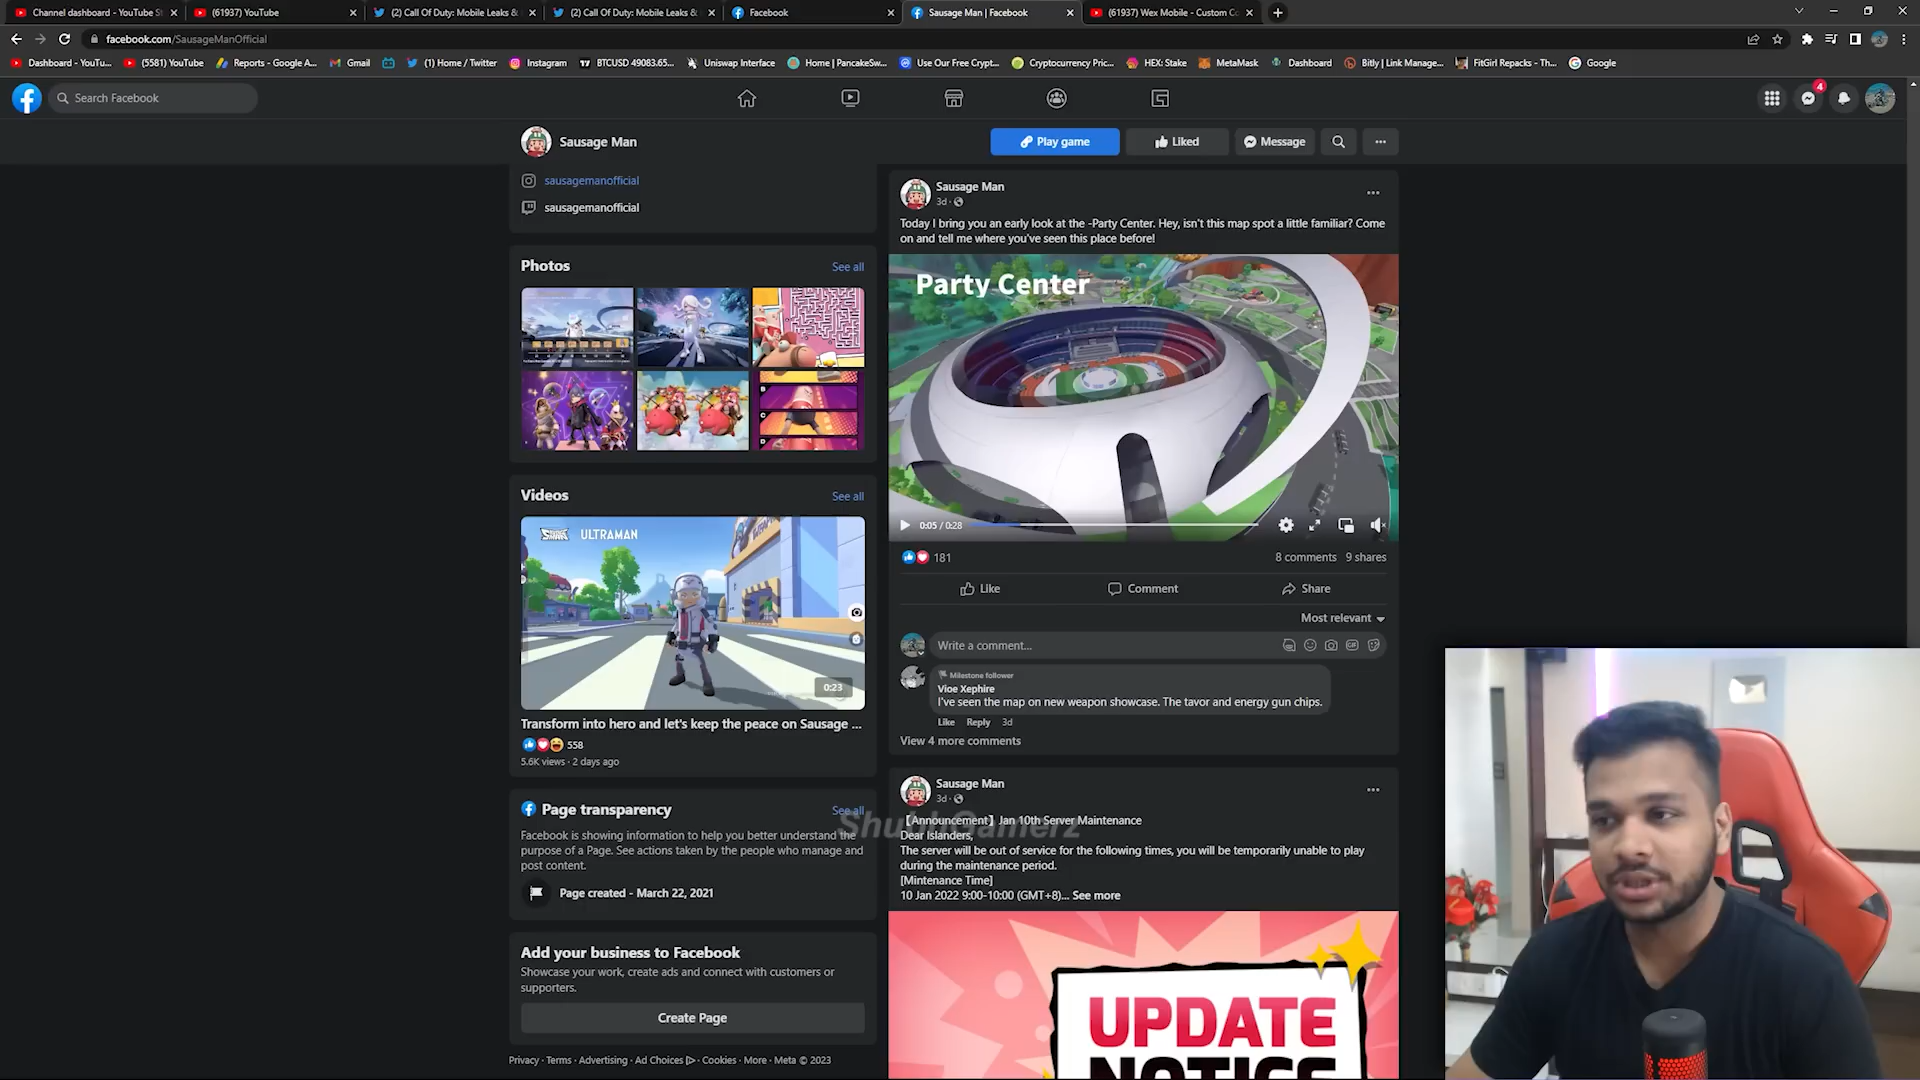 Channel dashboard - YouTube St
(61937) YouTube
(2) Call Of Duty: Mobile Leaks &
(2) Call Of Duty: Mobile Leaks &
Facebook
Sausage Man | Facebook
(61937) Wex Mobile - Custom Co
facebook.com/SausageManOfficial
Dashboard - YouTu...
(5581) YouTube
Reports - Google A...
Gmail
(1) Home / Twitter
Instagram
BTCUSD 49083.65...
Uniswap Interface
Home | PancakeSw...
Use Our Free Crypt...
Cryptocurrency Pric...
HEX: Stake
MetaMask
Dashboard
Bitly | Link Manage...
FitGirl Repacks - Th...
Google
Search Facebook
4
Sausage Man
Play game
Liked
Message
sausagemanofficial
sausagemanofficial
Photos
See all
Videos
See all
ULTRAMAN
0:23
Transform into hero and let's keep the peace on Sausage ...
558
5.6K views · 2 days ago
Page transparency
See all
Facebook is showing information to help you better understand the
purpose of a Page. See actions taken by the people who manage and
post content.
Page created - March 22, 2021
Add your business to Facebook
Showcase your work, create ads and connect with customers or
supporters.
Create Page
Privacy · Terms · Advertising · Ad Choices · Cookies · More · Meta © 2023
Sausage Man
3d ·
Today I bring you an early look at the -Party Center. Hey, isn't this map spot a little familiar? Come
on and tell me where you've seen this place before!
Party Center
0:05 / 0:28
181
8 comments 9 shares
Like
Comment
Share
Most relevant
Write a comment...
Milestone follower
Vioe Xephire
I've seen the map on new weapon showcase. The tavor and energy gun chips.
Like Reply 3d
View 4 more comments
Sausage Man
3d ·
ShubhGamerz
【Announcement】Jan 10th Server Maintenance
Dear Islanders,
The server will be out of service for the following times, you will be temporarily unable to play
during the maintenance period.
[Mintenance Time]
10 Jan 2022 9:00-10:00 (GMT+8)... See more
UPDATE
NOTICE